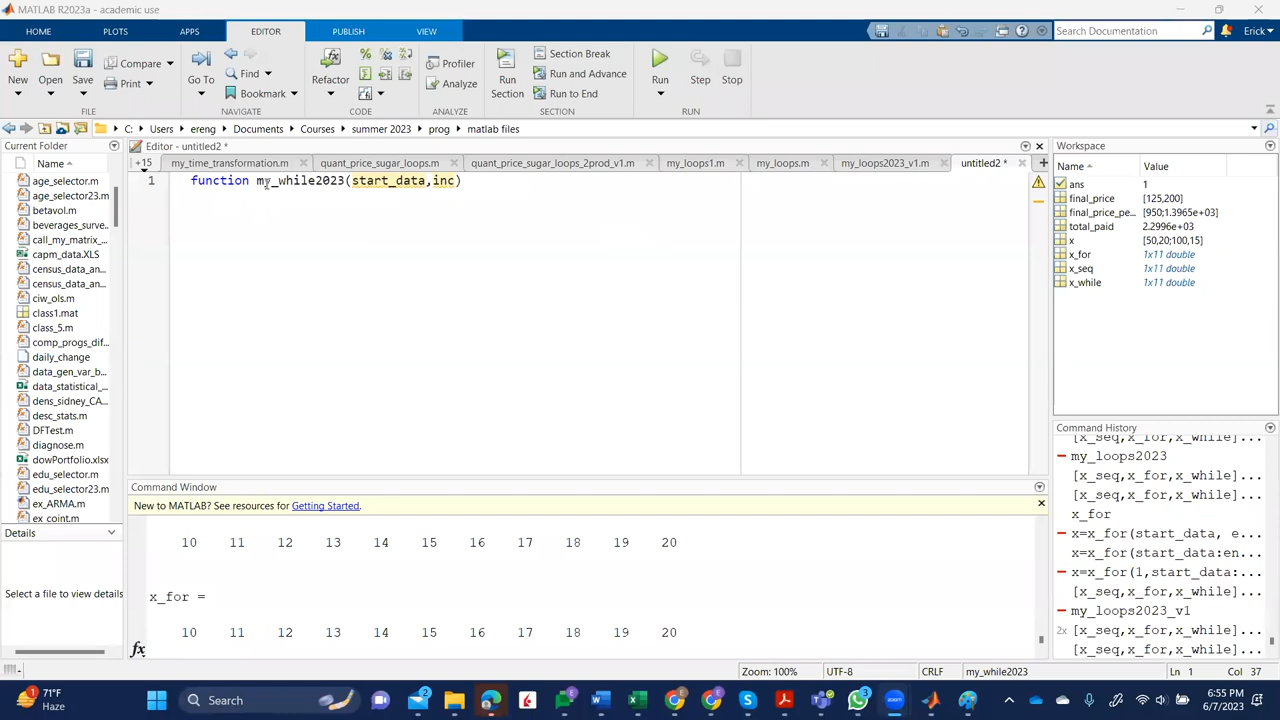 MATLAB R2023a - academic use
HOME PLOTS APPS EDITOR PUBLISH VIEW Search Documentation Erick
New Open Save Compare Print Go To Find Bookmark Refactor Profiler Analyze Run Section Section Break Run and Advance Run to End Run Step Stop
FILE NAVIGATE CODE ANALYZE SECTION RUN
C: Users ereng Documents Courses summer 2023 prog matlab files
Current Folder
Name
age_selector.m
age_selector23.m
betavol.m
beverages_surve...
call_my_matrix_...
capm_data.XLS
census_data_an...
census_data_an...
ciw_ols.m
class1.mat
class_5.m
comp_progs_dif...
daily_change
data_gen_var_b...
data_statistical_...
dens_sidney_CA...
desc_stats.m
DFTest.m
diagnose.m
dowPortfolio.xlsx
edu_selector.m
edu_selector23.m
ex_ARMA.m
ex_coint.m
Details
Select a file to view details
Editor - untitled2 *
+15 my_time_transformation.m quant_price_sugar_loops.m quant_price_sugar_loops_2prod_v1.m my_loops1.m my_loops.m my_loops2023_v1.m untitled2 *
1 function my_while2023(start_data,inc)
Command Window
New to MATLAB? See resources for Getting Started.
10 11 12 13 14 15 16 17 18 19 20
x_for =
10 11 12 13 14 15 16 17 18 19 20
fx
Workspace
Name Value
ans 1
final_price [125,200]
final_price_pe... [950;1.3965e+03]
total_paid 2.2996e+03
x [50,20;100,15]
x_for 1x11 double
x_seq 1x11 double
x_while 1x11 double
Command History
[x_seq,x_for,x_while]...
my_loops2023
[x_seq,x_for,x_while]...
[x_seq,x_for,x_while]...
x_for
x=x_for(start_data, e...
x=x_for(start_data:en...
x=x_for(1,start_data:...
[x_seq,x_for,x_while]...
my_loops2023_v1
2x [x_seq,x_for,x_while]...
[x_seq,x_for,x_while]...
Zoom: 100% UTF-8 CRLF my_while2023 Ln 1 Col 37
71°F
Haze
Search
2
3
6:55 PM
6/7/2023